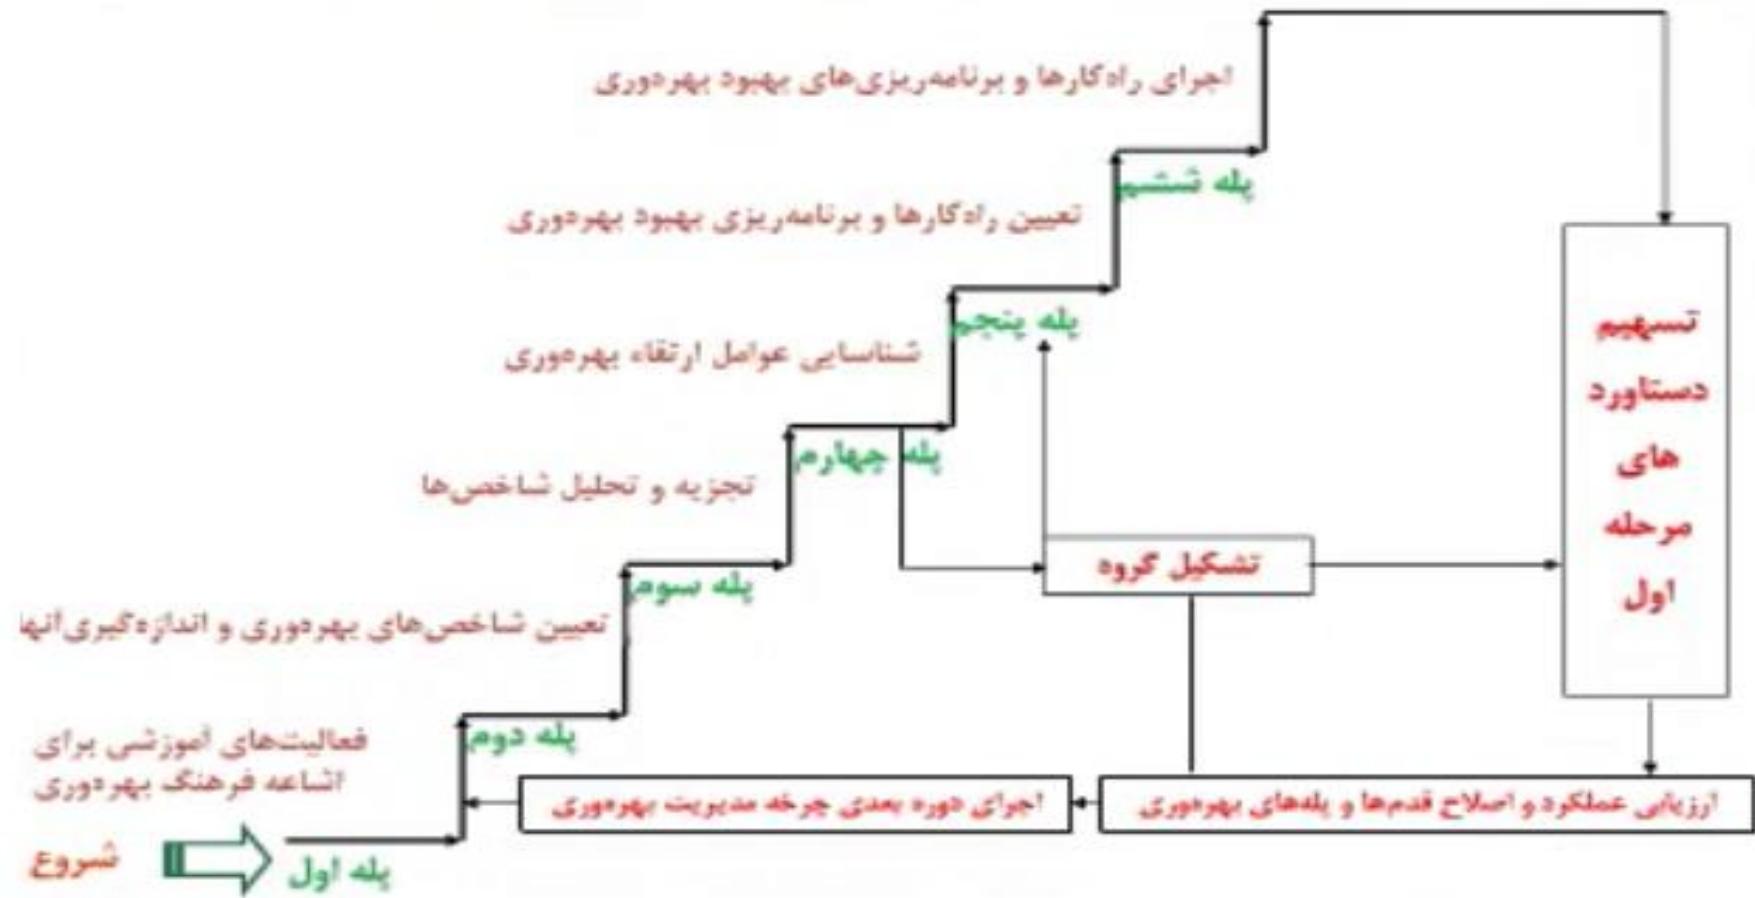 اجرای راه‌کارها و برنامه‌ریزی‌های بهبود بهره‌وری
پله ششم
تعیین راه‌کارها و برنامه‌ریزی بهبود بهره‌وری
پله پنجم
شناسایی عوامل ارتقاء بهره‌وری
پله چهارم
تجزیه و تحلیل شاخص‌ها
پله سوم
تعیین شاخص‌های بهره‌وری و اندازه‌گیری آنها
پله دوم
فعالیت‌های آموزشی برای
اشاعه فرهنگ بهره‌وری
پله اول
شروع
تشکیل گروه
تسهیم
دستاورد
های
مرحله
اول
ارزیابی عملکرد و اصلاح قدم‌ها و پله‌های بهره‌وری
اجرای دوره بعدی چرخه مدیریت بهره‌وری